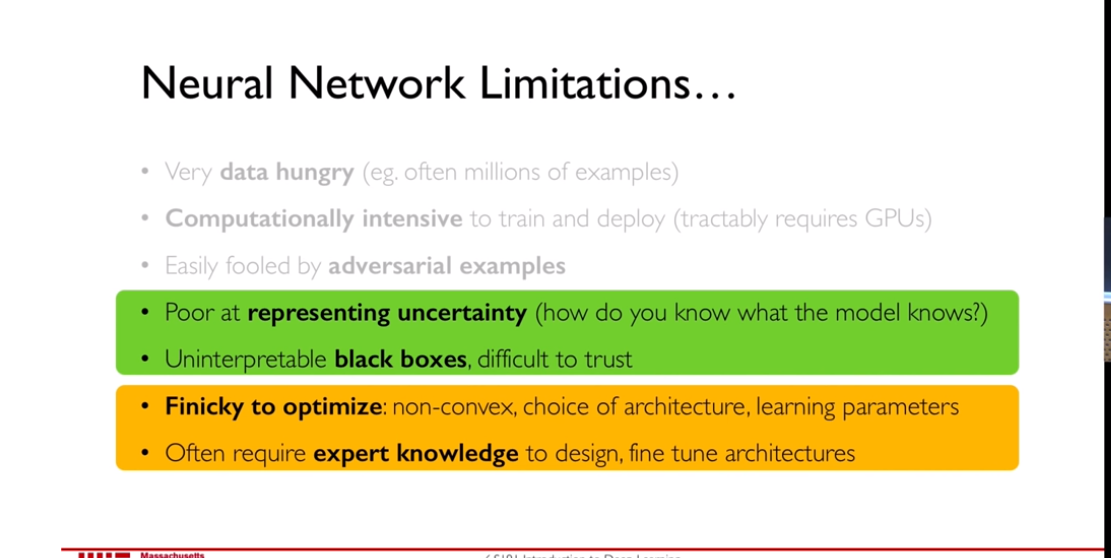 Neural Network Limitations…
• Very data hungry (eg. often millions of examples)
• Computationally intensive to train and deploy (tractably requires GPUs)
• Easily fooled by adversarial examples
• Poor at representing uncertainty (how do you know what the model knows?)
• Uninterpretable black boxes, difficult to trust
• Finicky to optimize: non-convex, choice of architecture, learning parameters
• Often require expert knowledge to design, fine tune architectures
Massachusetts